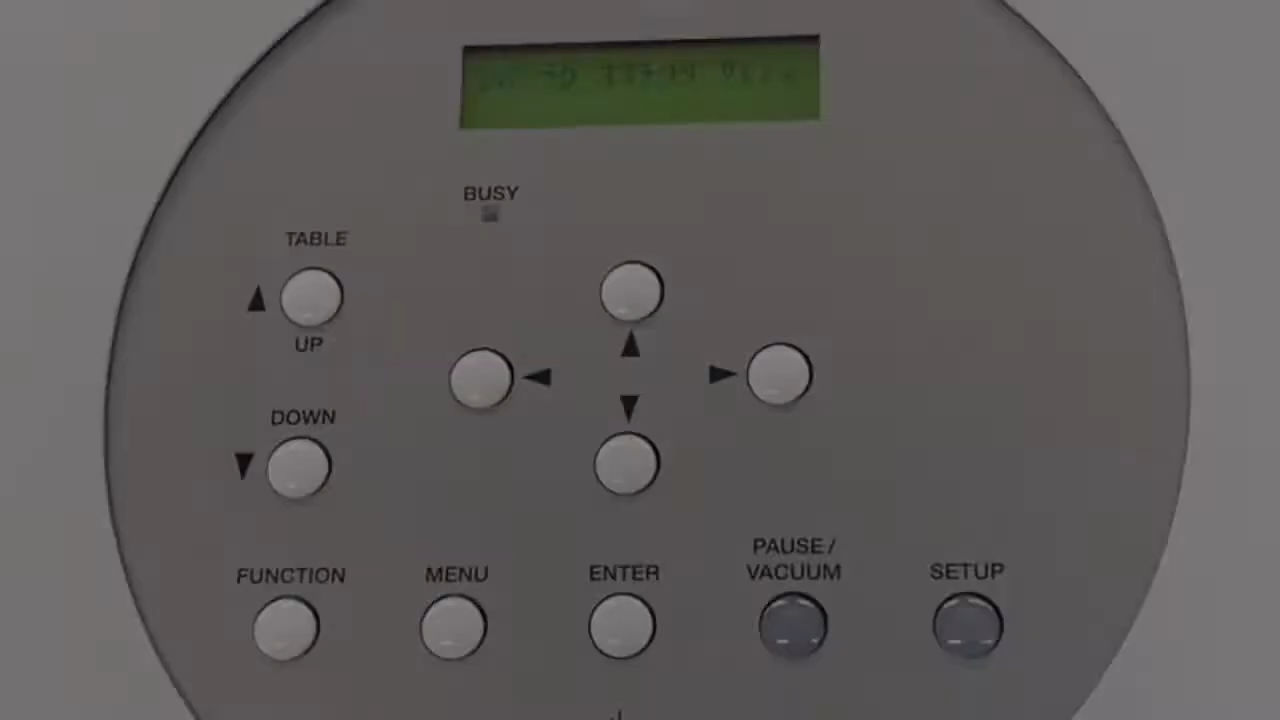 BUSY
TABLE
UP
DOWN
FUNCTION
MENU
ENTER
PAUSE/
VACUUM
SETUP